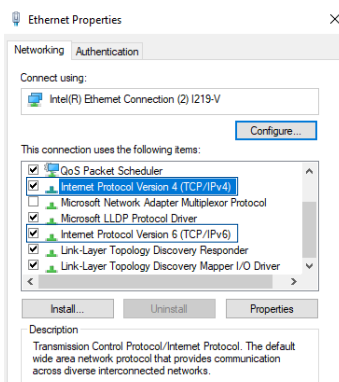 Ethernet Properties
Networking Authentication
Connect using:
Intel(R) Ethernet Connection (2) I219-V
Configure...
This connection uses the following items:
QoS Packet Scheduler
Internet Protocol Version 4 (TCP/IPv4)
Microsoft Network Adapter Multiplexor Protocol
Microsoft LLDP Protocol Driver
Internet Protocol Version 6 (TCP/IPv6)
Link-Layer Topology Discovery Responder
Link-Layer Topology Discovery Mapper I/O Driver
Install... Uninstall Properties
Description
Transmission Control Protocol/Internet Protocol. The default
wide area network protocol that provides communication
across diverse interconnected networks.